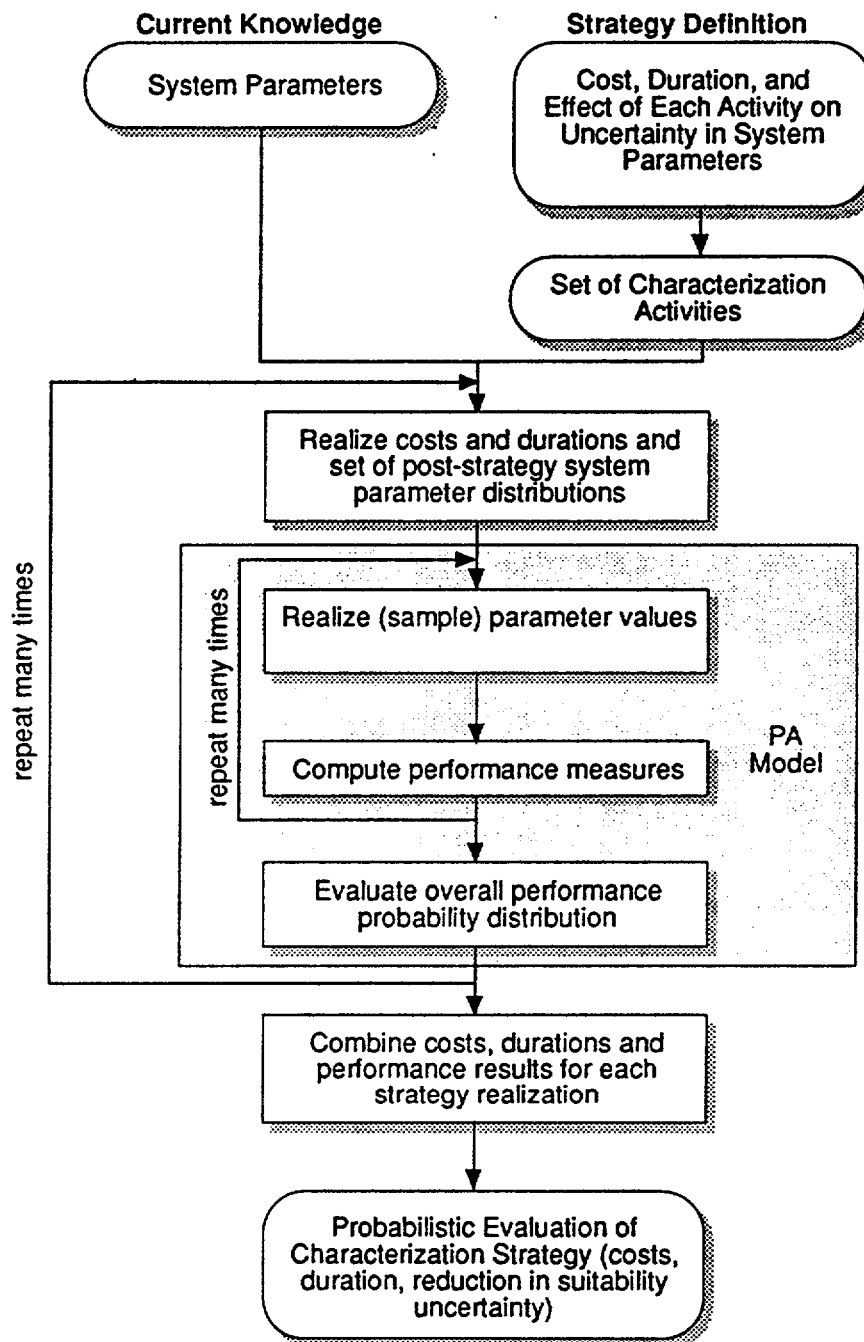 Current Knowledge
System Parameters
Strategy Definition
Cost, Duration, and
Effect of Each Activity on
Uncertainty in System
Parameters
Set of Characterization
Activities
Realize costs and durations and
set of post-strategy system
parameter distributions
repeat many times
repeat many times
Realize (sample) parameter values
Compute performance measures
PA
Model
Evaluate overall performance
probability distribution
Combine costs, durations and
performance results for each
strategy realization
Probabilistic Evaluation of
Characterization Strategy (costs,
duration, reduction in suitability
uncertainty)